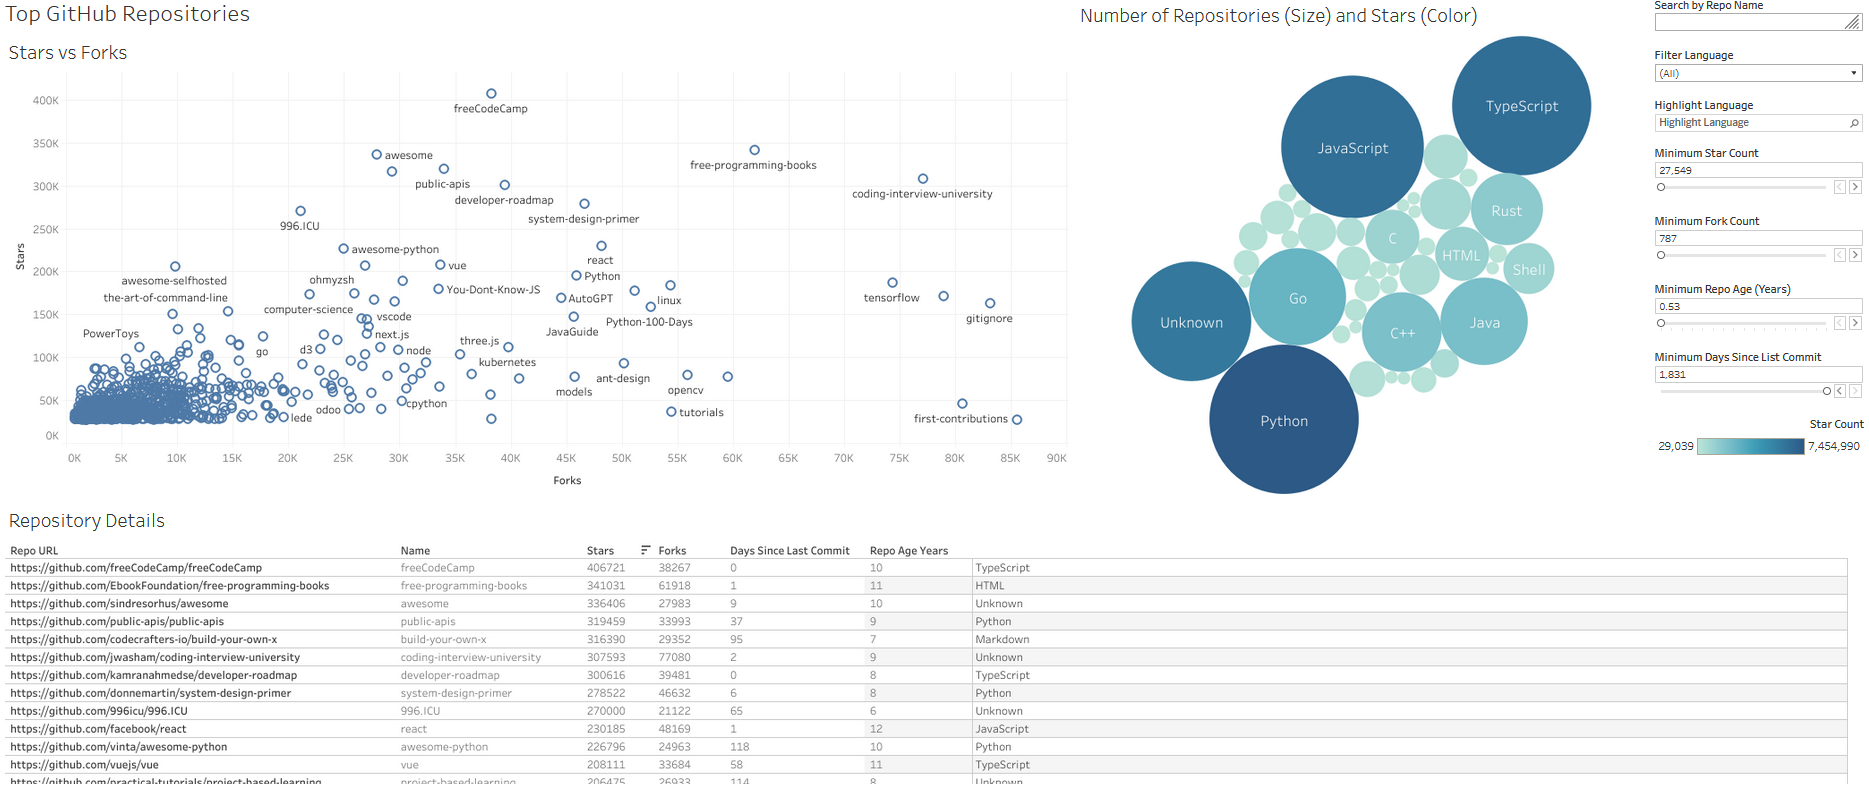 Top GitHub Repositories
Stars vs Forks
400K
350K
300K
250K
200K
150K
100K
50K
0K
Stars
freeCodeCamp
awesome
free-programming-books
public-apis
coding-interview-university
developer-roadmap
system-design-primer
996.ICU
awesome-python
react
vue
awesome-selfhosted
ohmyzsh
Python
You-Dont-Know-JS
the-art-of-command-line
AutoGPT
linux
tensorflow
computer-science
vscode
Python-100-Days
gitignore
PowerToys
next.js
JavaGuide
go
d3
node
three.js
kubernetes
ant-design
models
opencv
cpython
odoo
lede
tutorials
first-contributions
0K 5K 10K 15K 20K 25K 30K 35K 40K 45K 50K 55K 60K 65K 70K 75K 80K 85K 90K
Forks
Number of Repositories (Size) and Stars (Color)
TypeScript
JavaScript
Rust
C
HTML
Shell
Go
Unknown
C++
Java
Python
Search by Repo Name
Filter Language
(All)
Highlight Language
Highlight Language
Minimum Star Count
27,549
Minimum Fork Count
787
Minimum Repo Age (Years)
0.53
Minimum Days Since List Commit
1,831
Star Count
29,039 7,454,990
Repository Details
Repo URL Name Stars Forks Days Since Last Commit Repo Age Years
https://github.com/freeCodeCamp/freeCodeCamp freeCodeCamp 406721 38267 0 10 TypeScript
https://github.com/EbookFoundation/free-programming-books free-programming-books 341031 61918 1 11 HTML
https://github.com/sindresorhus/awesome awesome 336406 27983 9 10 Unknown
https://github.com/public-apis/public-apis public-apis 319459 33993 37 9 Python
https://github.com/codecrafters-io/build-your-own-x build-your-own-x 316390 29352 95 7 Markdown
https://github.com/jwasham/coding-interview-university coding-interview-university 307593 77080 2 9 Unknown
https://github.com/kamranahmedse/developer-roadmap developer-roadmap 300616 39481 0 8 TypeScript
https://github.com/donnemartin/system-design-primer system-design-primer 278522 46632 6 8 Python
https://github.com/996icu/996.ICU 996.ICU 270000 21122 65 6 Unknown
https://github.com/facebook/react react 230185 48169 1 12 JavaScript
https://github.com/vinta/awesome-python awesome-python 226796 24963 118 10 Python
https://github.com/vuejs/vue vue 208111 33684 58 11 TypeScript
https://github.com/practical-tutorials/project-based-learning project-based-learning 206475 26933 114 8 Unknown